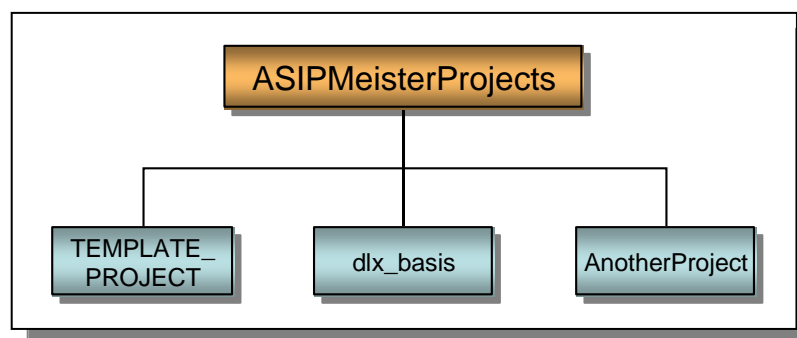 ASIPMeisterProjects
TEMPLATE_
PROJECT
dlx_basis
AnotherProject